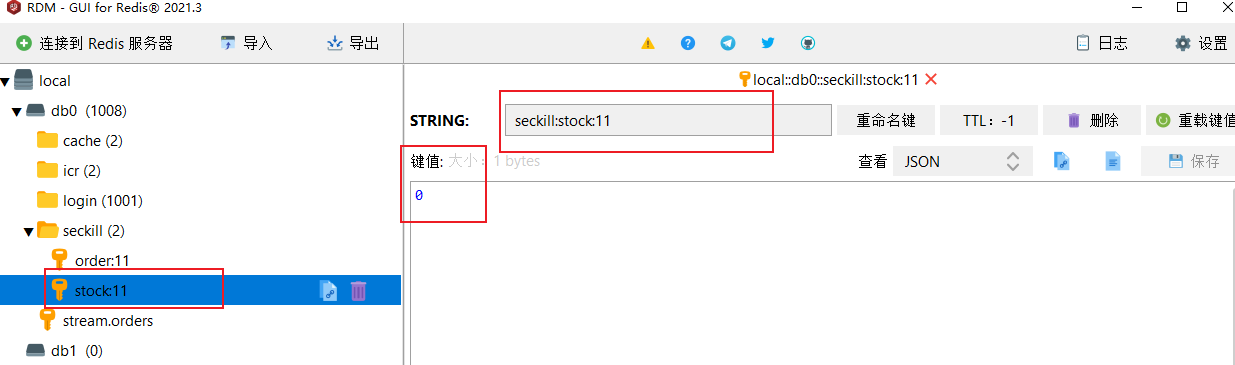 RDM - GUI for Redis® 2021.3
连接到 Redis 服务器
导入
导出
日志
设置
local
db0 (1008)
cache (2)
icr (2)
login (1001)
seckill (2)
order:11
stock:11
stream.orders
db1 (0)
local::db0::seckill:stock:11
STRING:
seckill:stock:11
重命名键
TTL：-1
删除
重载键值
键值: 大小：1 bytes
查看
JSON
保存
0